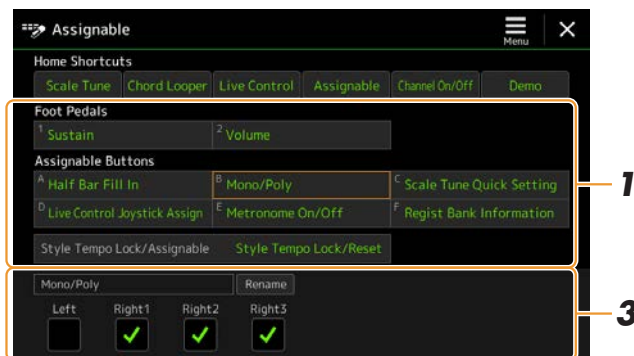 Assignable
Menu
Home Shortcuts
Scale Tune Chord Looper Live Control Assignable Channel On/Off Demo
Foot Pedals
1 Sustain 2 Volume
Assignable Buttons
1
A Half Bar Fill In B Mono/Poly C Scale Tune Quick Setting
D Live Control Joystick Assign E Metronome On/Off F Regist Bank Information
Style Tempo Lock/Assignable Style Tempo Lock/Reset
Mono/Poly Rename
Left Right1 Right2 Right3
3